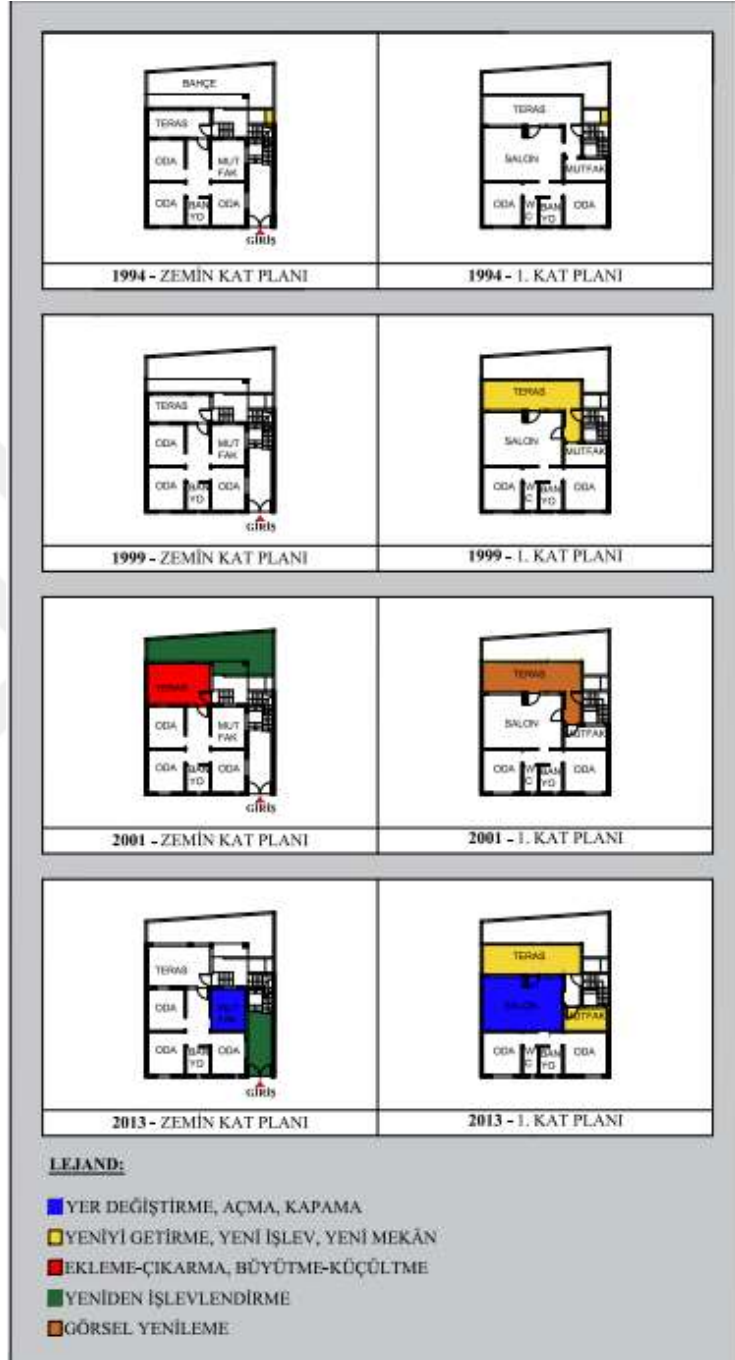 BAHÇE
TERAS
ODA
MUT
FAK
ODA
BAN
YO
ODA
GİRİŞ
1994 - ZEMİN KAT PLANI
TERAS
SALON
MUTFAK
ODA
W
C
BAN
YO
ODA
1994 - 1. KAT PLANI
TERAS
ODA
MUT
FAK
ODA
BAN
YO
ODA
GİRİŞ
1999 - ZEMİN KAT PLANI
TERAS
SALON
MUTFAK
ODA
W
C
BAN
YO
ODA
1999 - 1. KAT PLANI
TERAS
ODA
MUT
FAK
ODA
BAN
YO
ODA
GİRİŞ
2001 - ZEMİN KAT PLANI
TERAS
SALON
MUTFAK
ODA
W
C
BAN
YO
ODA
2001 - 1. KAT PLANI
TERAS
ODA
MUT
FAK
ODA
BAN
YO
ODA
GİRİŞ
2013 - ZEMİN KAT PLANI
TERAS
SALON
MUTFAK
ODA
W
C
BAN
YO
ODA
2013 - 1. KAT PLANI
LEJAND:
YER DEĞİŞTİRME, AÇMA, KAPAMA
YENİYİ GETİRME, YENİ İŞLEV, YENİ MEKÂN
EKLEME-ÇIKARMA, BÜYÜTME-KÜÇÜLTME
YENİDEN İŞLEVLENDİRME
GÖRSEL YENİLEME